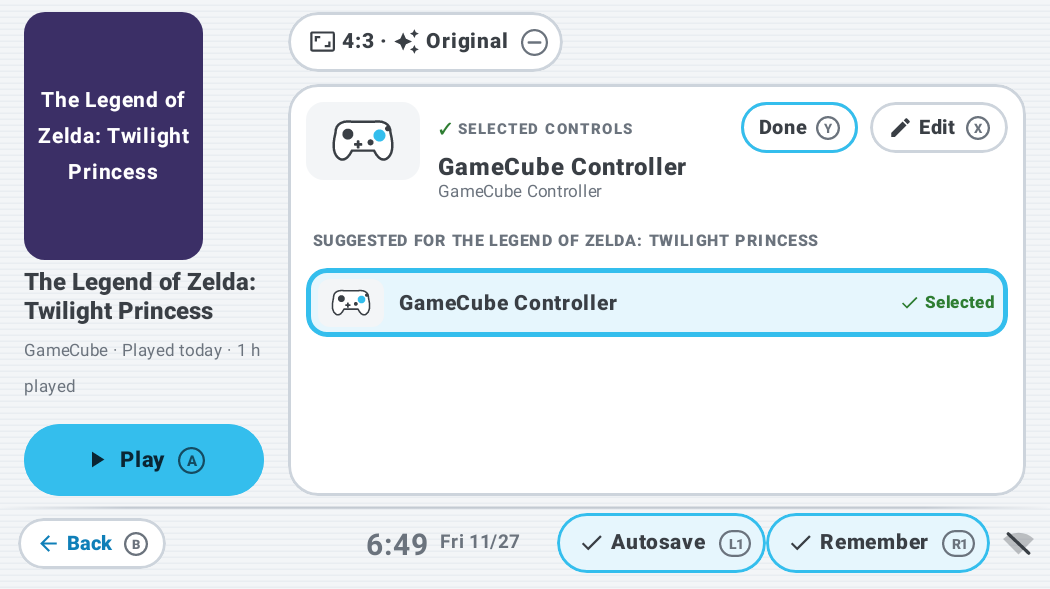 The Legend of
Zelda: Twilight
Princess
The Legend of Zelda:
Twilight Princess
GameCube · Played today · 1 h
played
Play A
4:3 · Original
✓ SELECTED CONTROLS
GameCube Controller
GameCube Controller
Done Y
Edit X
SUGGESTED FOR THE LEGEND OF ZELDA: TWILIGHT PRINCESS
GameCube Controller
✓ Selected
← Back B
6:49 Fri 11/27
✓ Autosave L1
✓ Remember R1